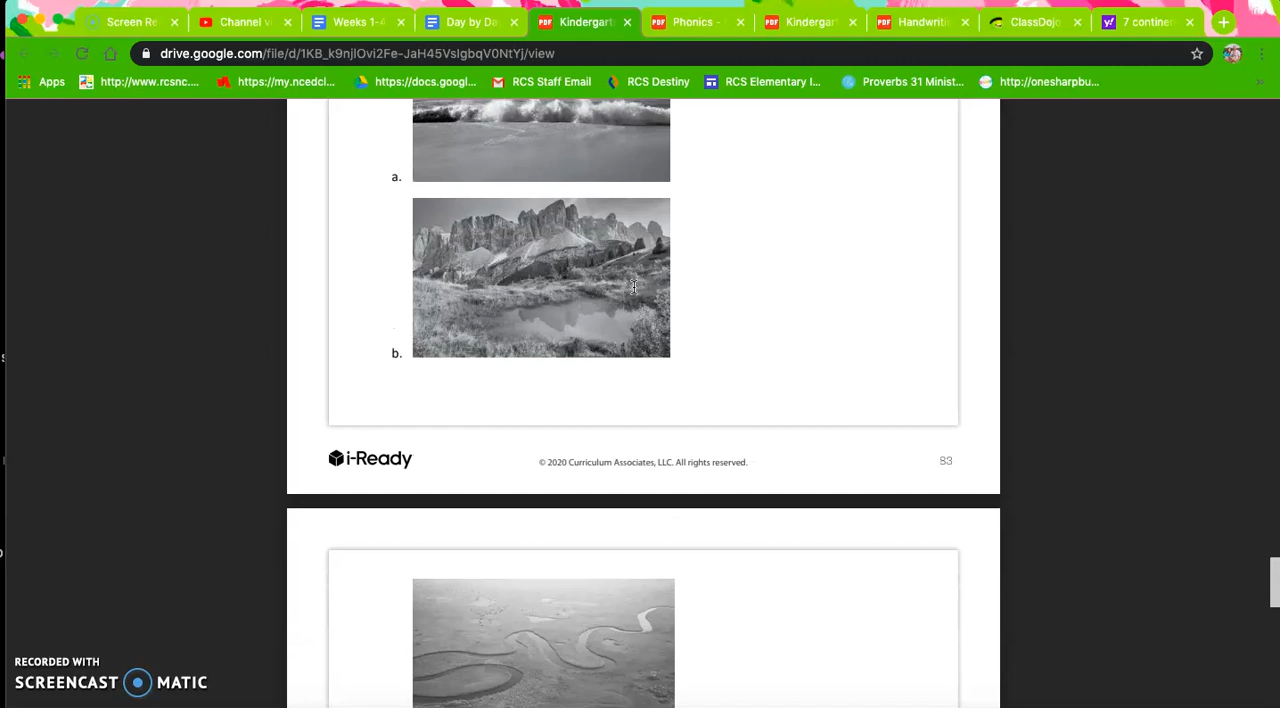 Screen Re
Channel vi
Weeks 1-4
Day by Da
Kindergart
Phonics -
Kindergart
Handwritin
ClassDojo
7 continen
drive.google.com/file/d/1KB_k9njlOvi2Fe-JaH45VsIgbqV0NtYj/view
Apps
http://www.rcsnc....
https://my.ncedcl...
https://docs.googl...
RCS Staff Email
RCS Destiny
RCS Elementary I...
Proverbs 31 Minist...
http://onesharpbu...
a.
b.
i-Ready
© 2020 Curriculum Associates, LLC. All rights reserved.
83
RECORDED WITH
SCREENCAST MATIC